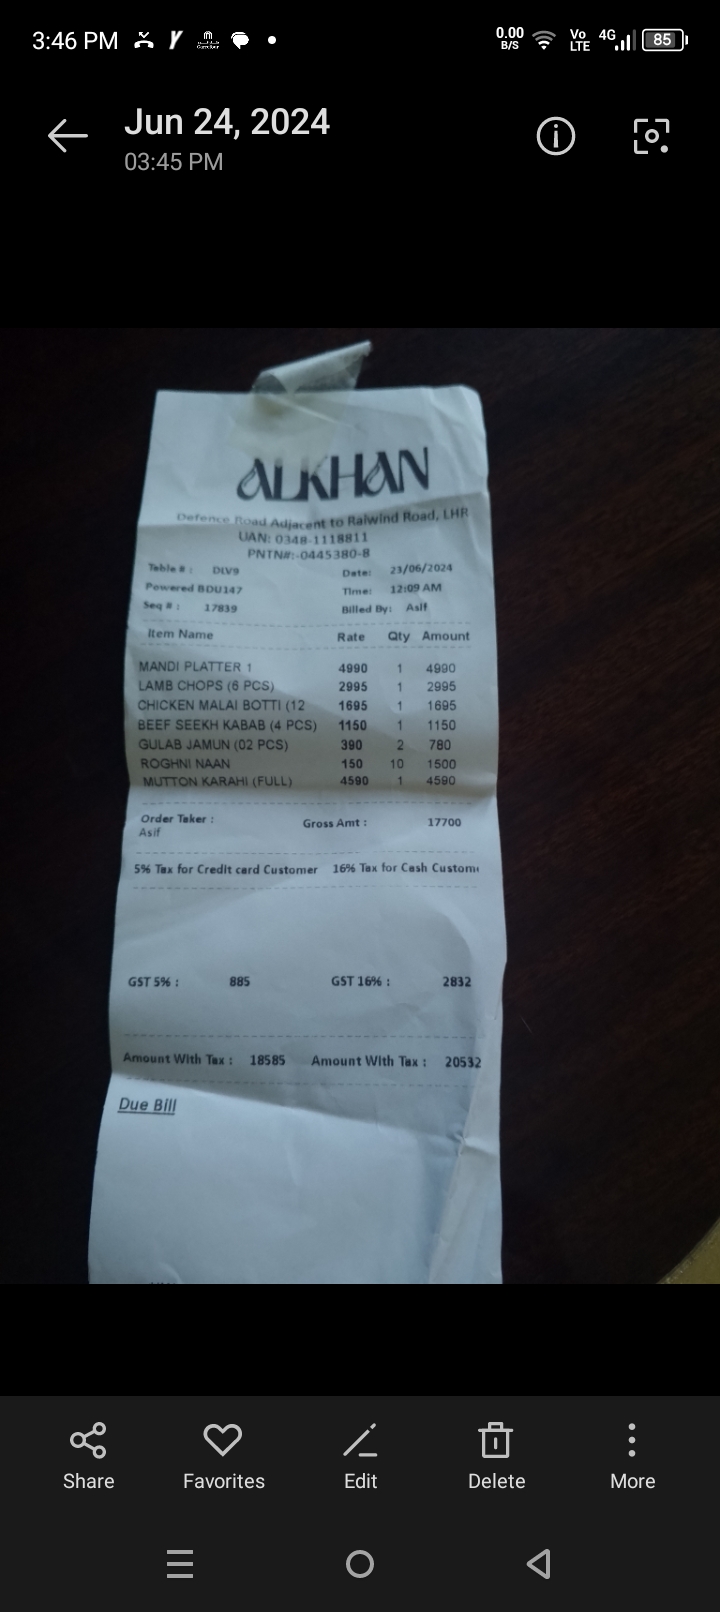 3:46 PM 0.00 B/S Vo LTE 4G 85
Jun 24, 2024
03:45 PM
ALKHAN
Defence Road Adjacent to Raiwind Road, LHR
UAN: 0348-1118811
PNTN#:-0445380-8
Table # : DLV9 Date: 23/06/2024
Powered BDU147 Time: 12:09 AM
Seq # : 17839 Billed By: Asif
Item Name Rate Qty Amount
MANDI PLATTER 1 4990 1 4990
LAMB CHOPS (6 PCS) 2995 1 2995
CHICKEN MALAI BOTTI (12 1695 1 1695
BEEF SEEKH KABAB (4 PCS) 1150 1 1150
GULAB JAMUN (02 PCS) 390 2 780
ROGHNI NAAN 150 10 1500
MUTTON KARAHI (FULL) 4590 1 4590
Order Taker : Gross Amt : 17700
Asif
5% Tax for Credit card Customer 16% Tax for Cash Custom
GST 5% : 885 GST 16% : 2832
Amount With Tax : 18585 Amount With Tax : 20532
Due Bill
Share Favorites Edit Delete More